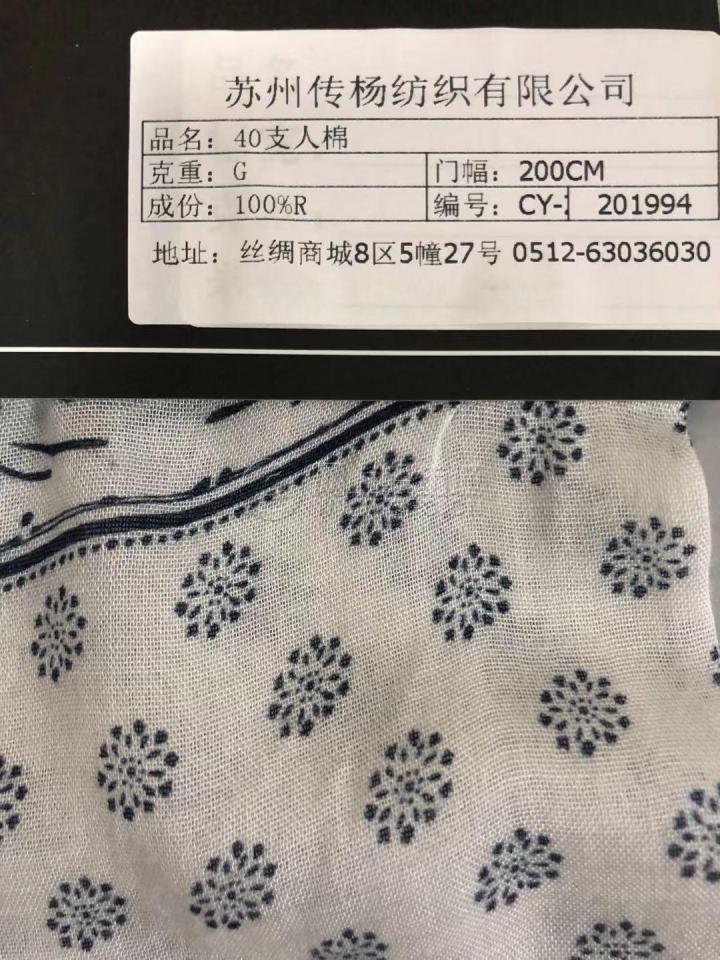 苏州传杨纺织有限公司
品名：40支人棉
克重：G 门幅：200CM
成份：100%R 编号：CY- 201994
地址：丝绸商城8区5幢27号 0512-63036030